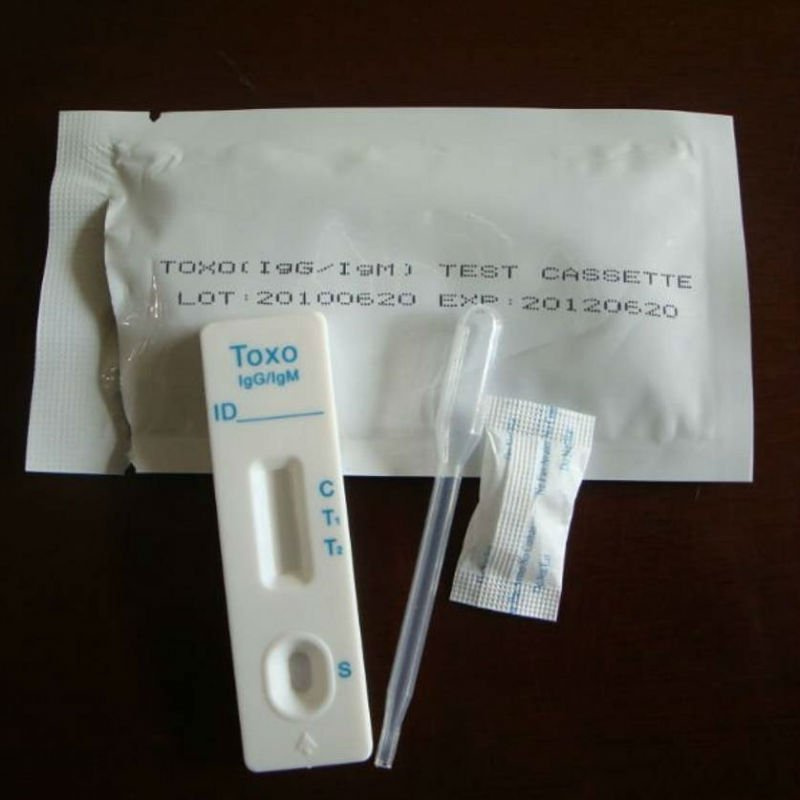 TOXO(IgG/IgM) TEST CASSETTE
LOT:20100620 EXP:20120620
Toxo
IgG/IgM
ID
C
T1
T2
S